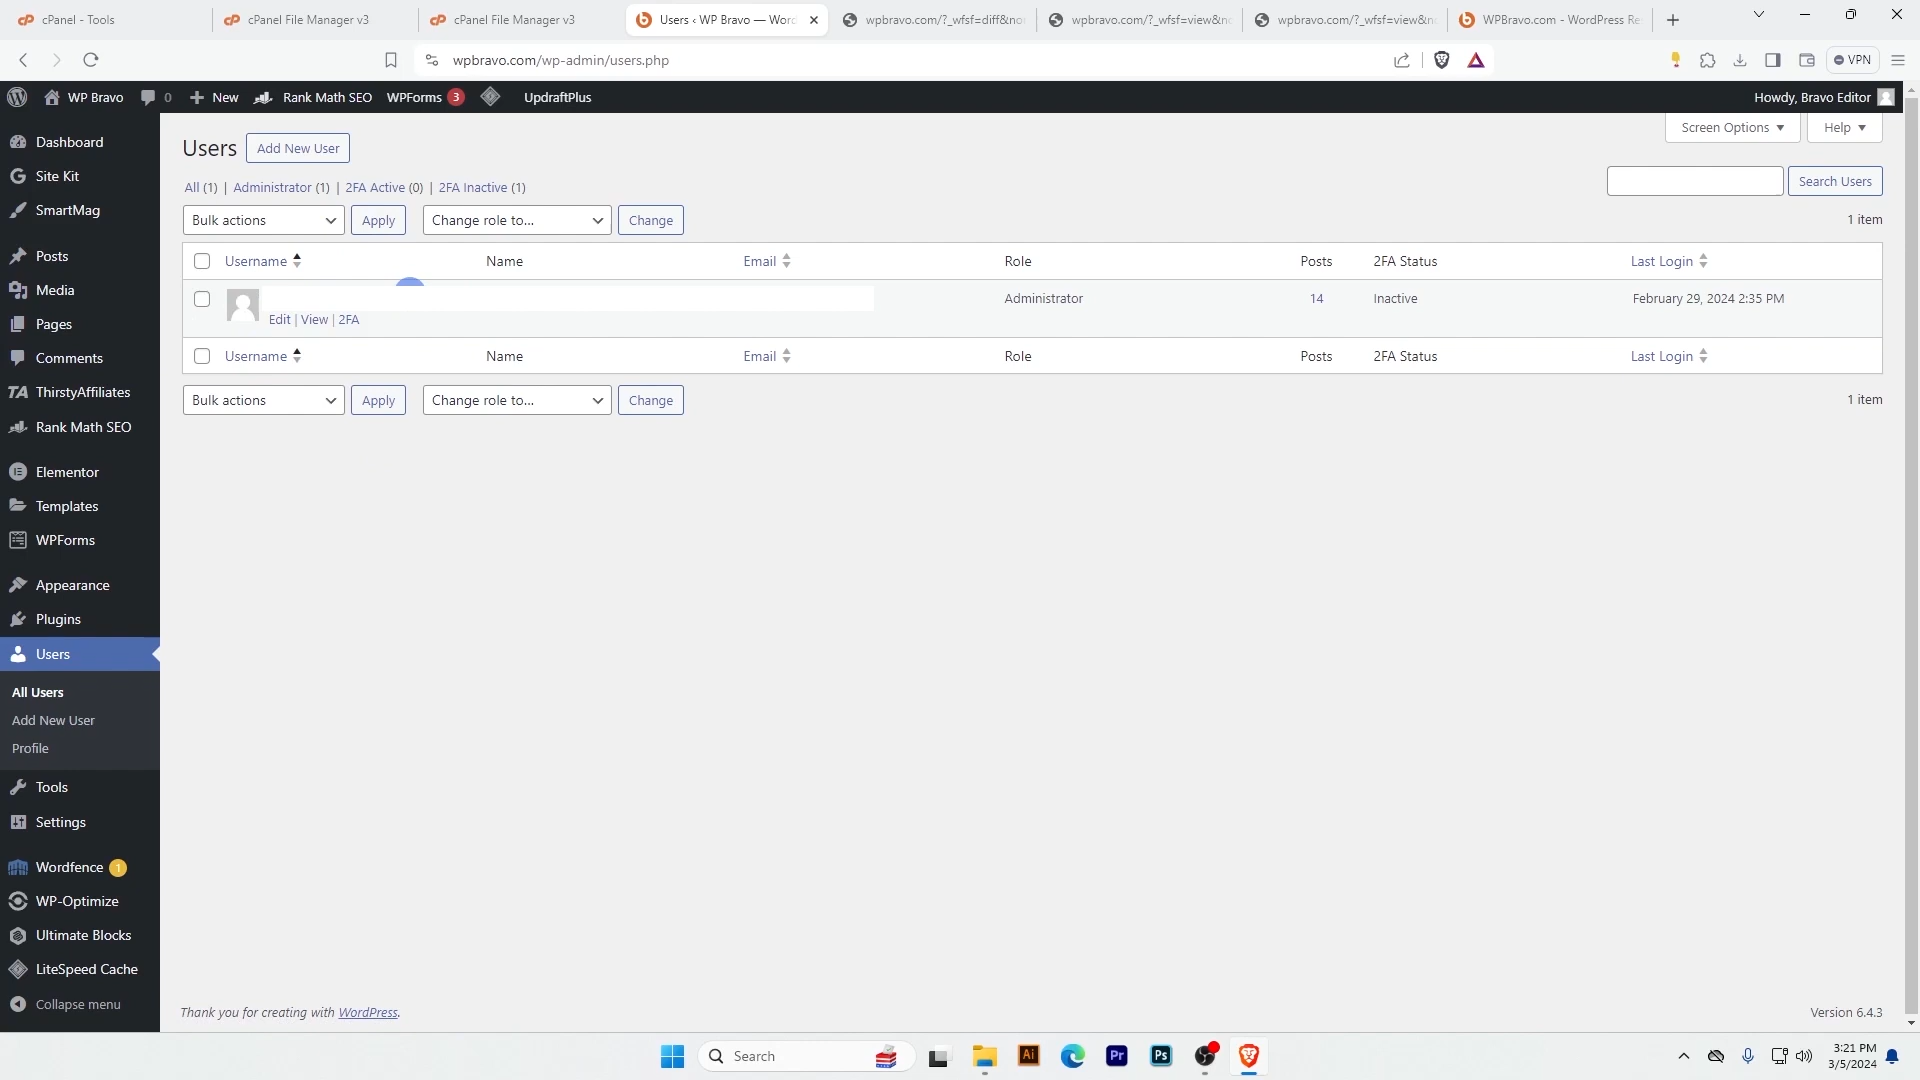 cPanel - Tools
cPanel File Manager v3
cPanel File Manager v3
Users ‹ WP Bravo — Worc
wpbravo.com/?_wfsf=diff&no
wpbravo.com/?_wfsf=view&n
wpbravo.com/?_wfsf=view&n
WPBravo.com - WordPress Re
wpbravo.com/wp-admin/users.php
VPN
WP Bravo
0
New
Rank Math SEO
WPForms 3
UpdraftPlus
Howdy, Bravo Editor
Dashboard
Site Kit
SmartMag
Posts
Media
Pages
Comments
TA ThirstyAffiliates
Rank Math SEO
Elementor
Templates
WPForms
Appearance
Plugins
Users
All Users
Add New User
Profile
Tools
Settings
Wordfence 1
WP-Optimize
Ultimate Blocks
LiteSpeed Cache
Collapse menu
Screen Options
Help
Users
Add New User
All (1) | Administrator (1) | 2FA Active (0) | 2FA Inactive (1)
Search Users
Bulk actions
Apply
Change role to...
Change
1 item
Username Name Email Role Posts 2FA Status Last Login
Administrator 14 Inactive February 29, 2024 2:35 PM
Edit | View | 2FA
Username Name Email Role Posts 2FA Status Last Login
Bulk actions
Apply
Change role to...
Change
1 item
Thank you for creating with WordPress.
Version 6.4.3
Search
Ai
Pr
Ps
3:21 PM
3/5/2024